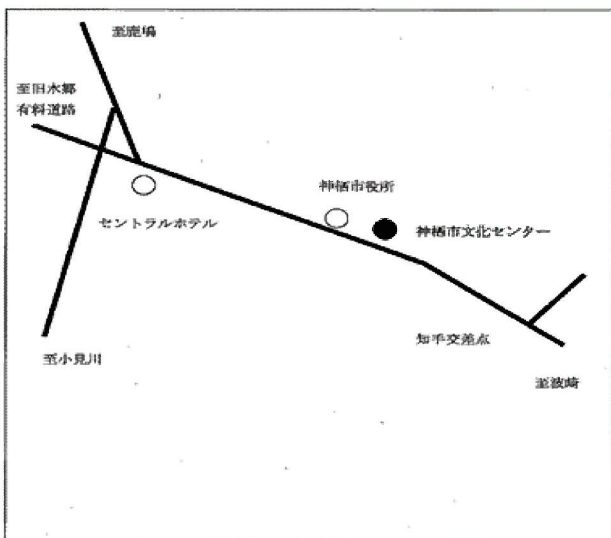 至鹿嶋
至旧水郷
有料道路
神栖市役所
セントラルホテル
神栖市文化センター
知手交差点
至小見川
至波崎